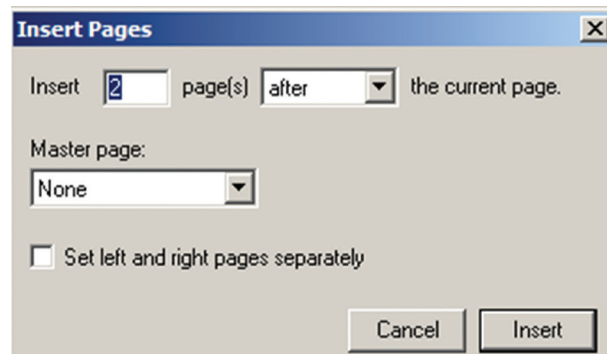 Insert Pages
Insert 2 page(s) after the current page.
Master page:
None
Set left and right pages separately
Cancel Insert